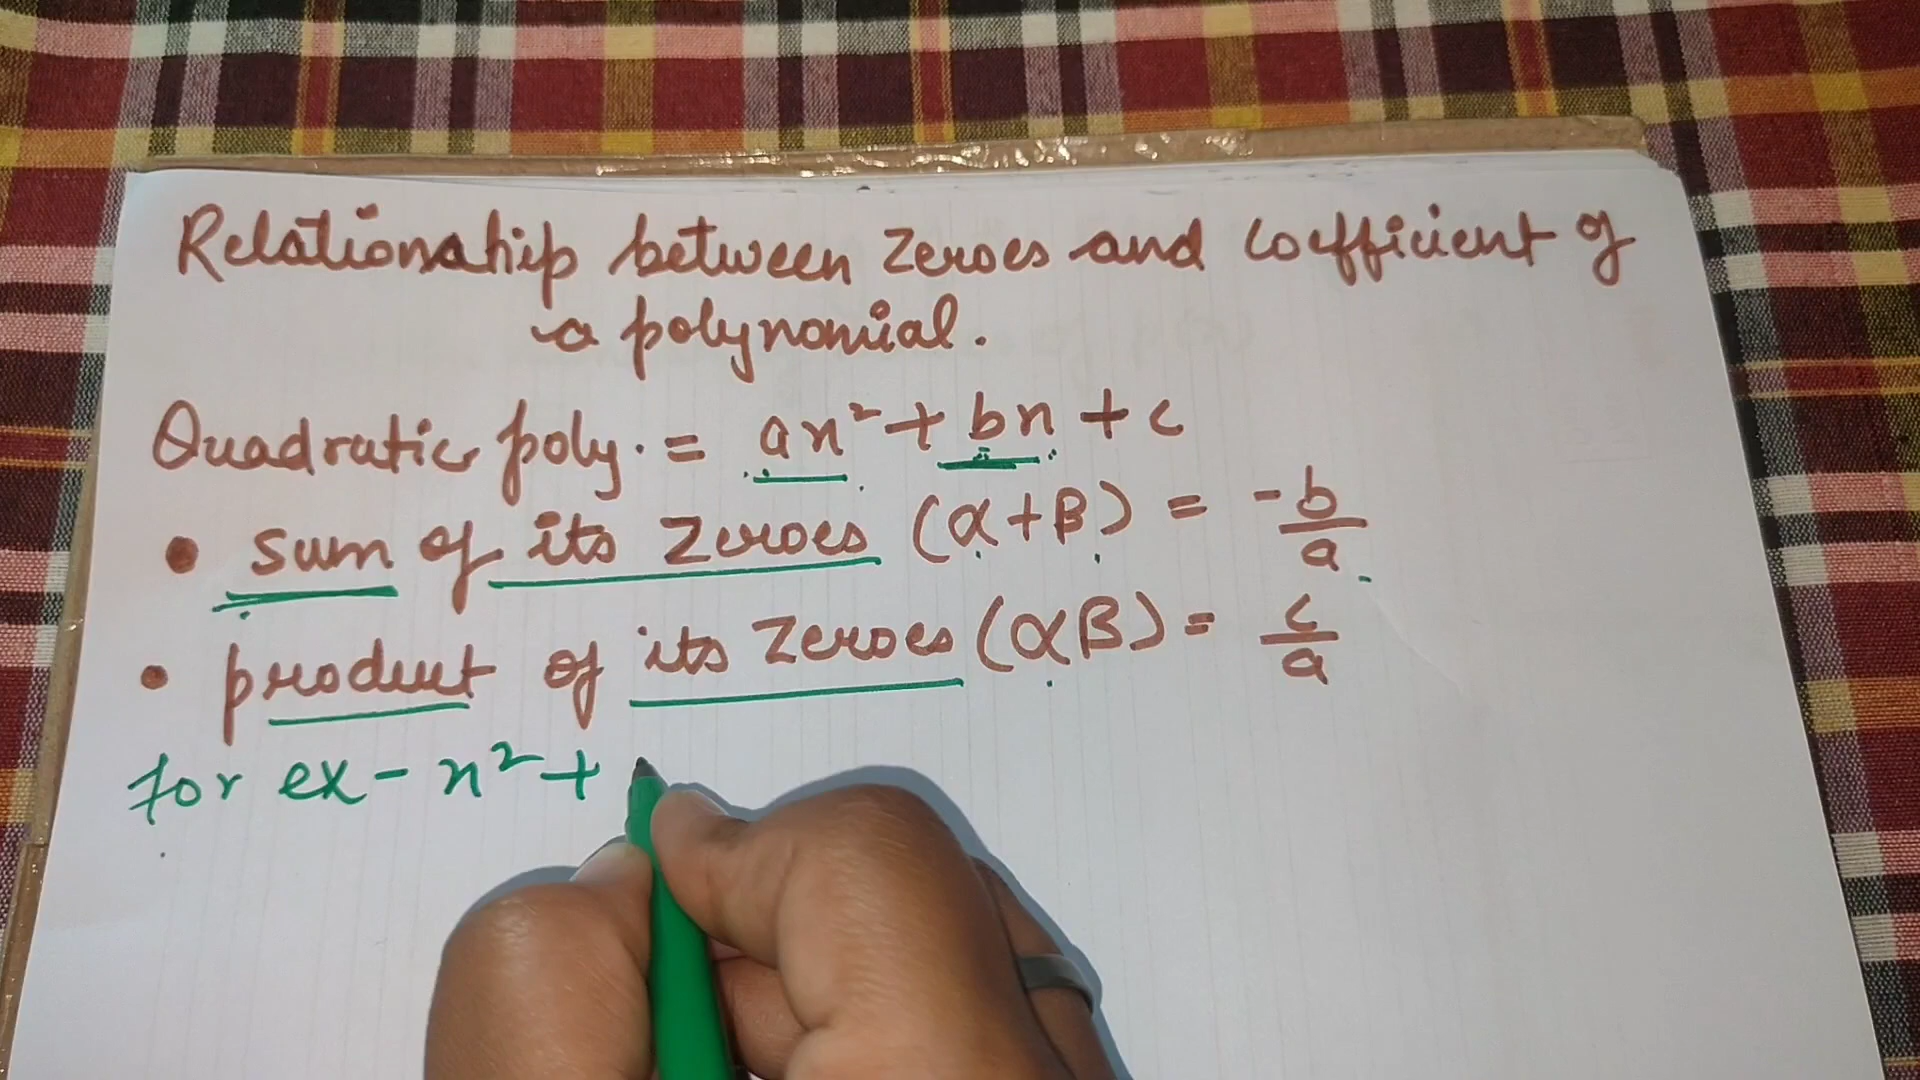 Relationship between zeroes and coefficient of
a polynomial.
Quadratic poly. = ax² + bx + c
• sum of its zeroes (α+β) = -b/a
• product of its zeroes (αβ) = c/a
for ex - x² +